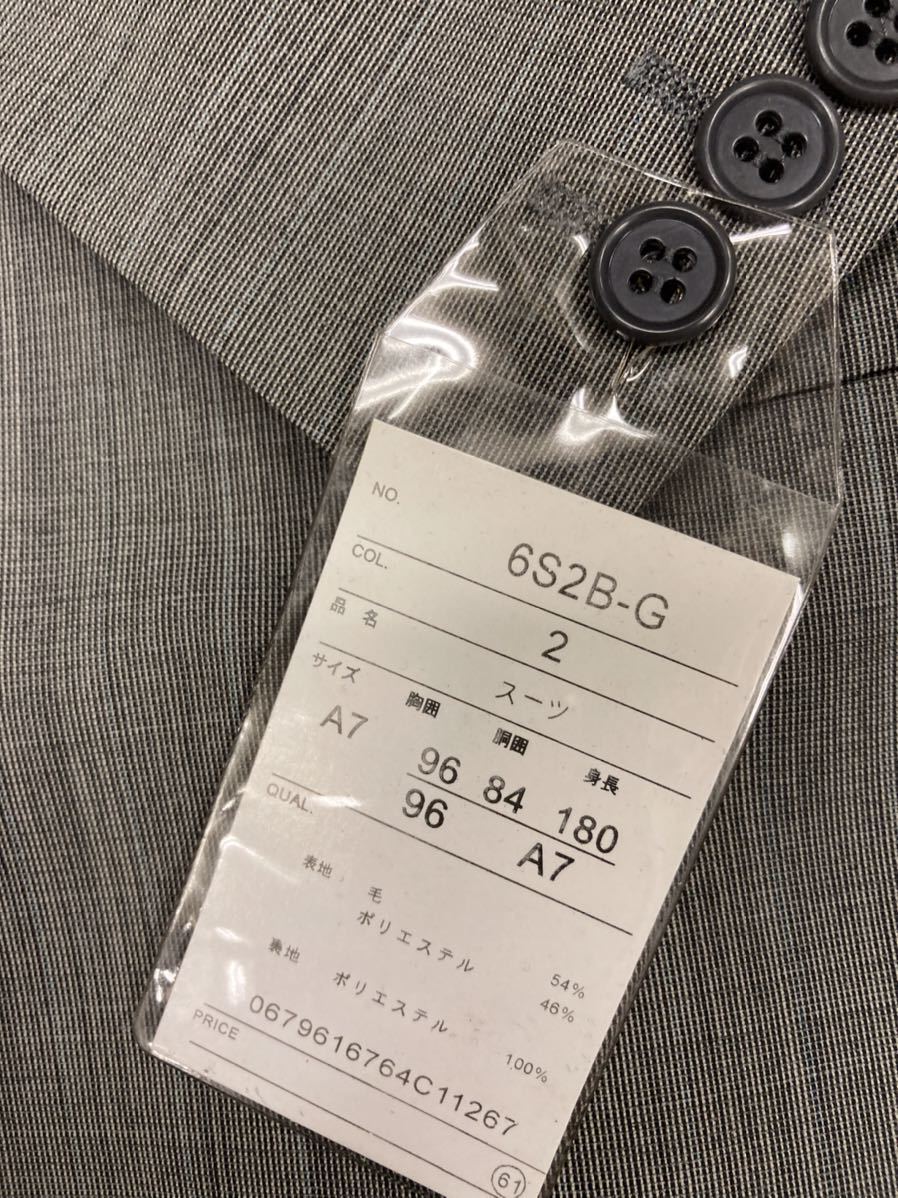 NO.
6S2B-G
COL.
2
品 名
スーツ
サイズ 胸囲 胴囲 身長
A7 96 84 180
96 A7
QUAL.
表地 毛 54%
ポリエステル 46%
裏地 ポリエステル 100%
0679616764C11267
PRICE
61